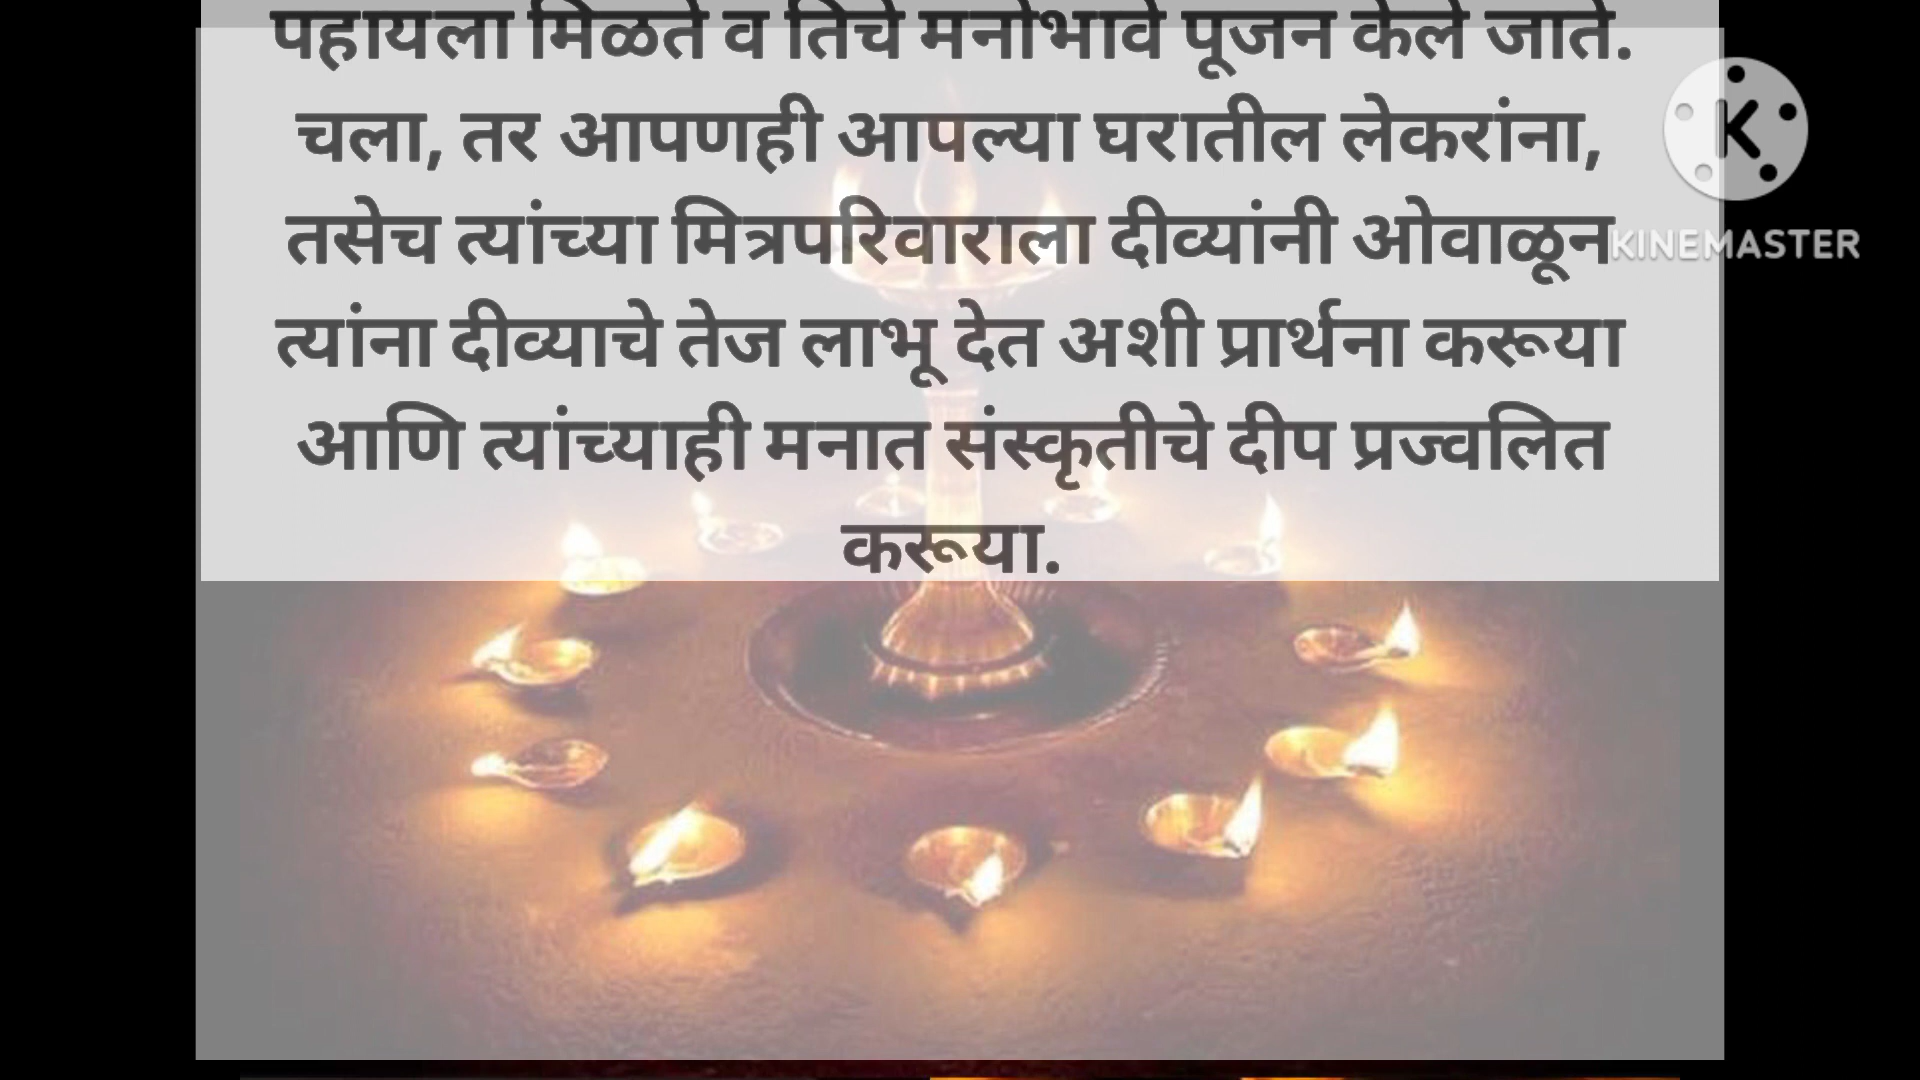 पहायला मिळते व तिचे मनोभावे पूजन केले जाते.
चला, तर आपणही आपल्या घरातील लेकरांना,
तसेच त्यांच्या मित्रपरिवाराला दीव्यांनी ओवाळून
त्यांना दीव्याचे तेज लाभू देत अशी प्रार्थना करूया
आणि त्यांच्याही मनात संस्कृतीचे दीप प्रज्वलित
करूया.
K
KINEMASTER